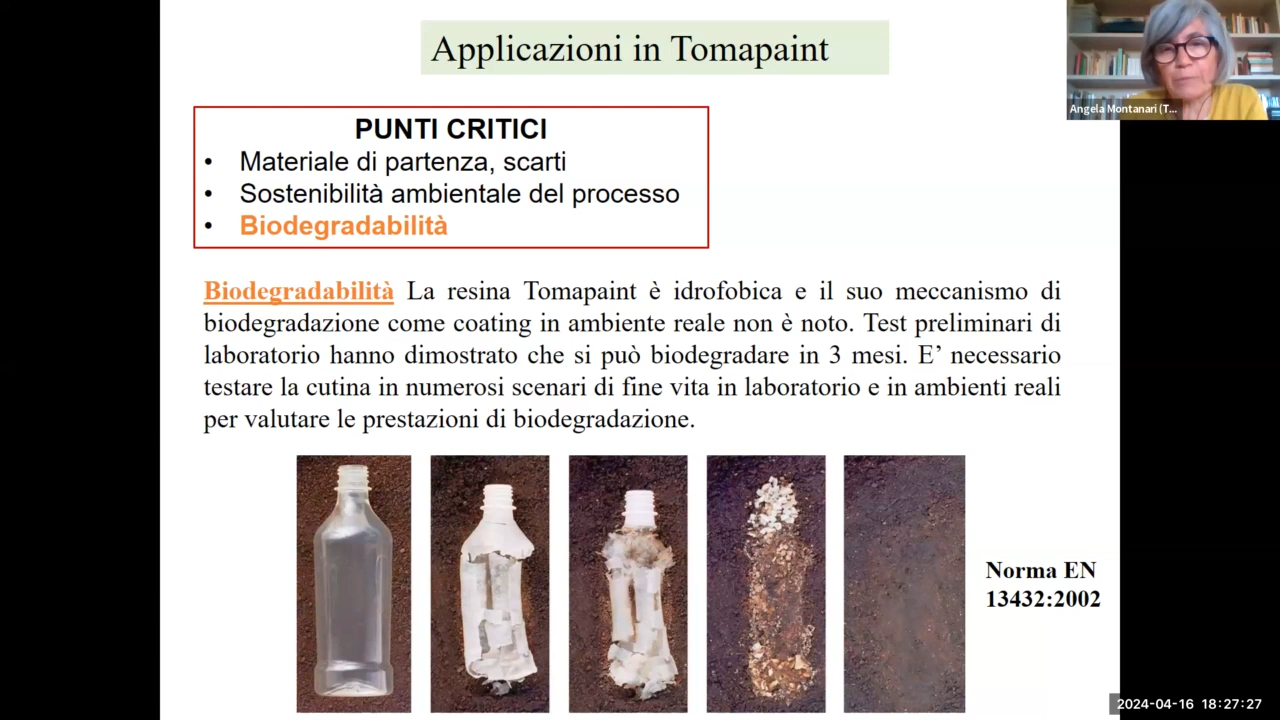 Applicazioni in Tomapaint
Angela Montanari (T...
PUNTI CRITICI
• Materiale di partenza, scarti
• Sostenibilità ambientale del processo
• Biodegradabilità
Biodegradabilità La resina Tomapaint è idrofobica e il suo meccanismo di
biodegradazione come coating in ambiente reale non è noto. Test preliminari di
laboratorio hanno dimostrato che si può biodegradare in 3 mesi. E’ necessario
testare la cutina in numerosi scenari di fine vita in laboratorio e in ambienti reali
per valutare le prestazioni di biodegradazione.
Norma EN
13432:2002
2024-04-16 18:27:27